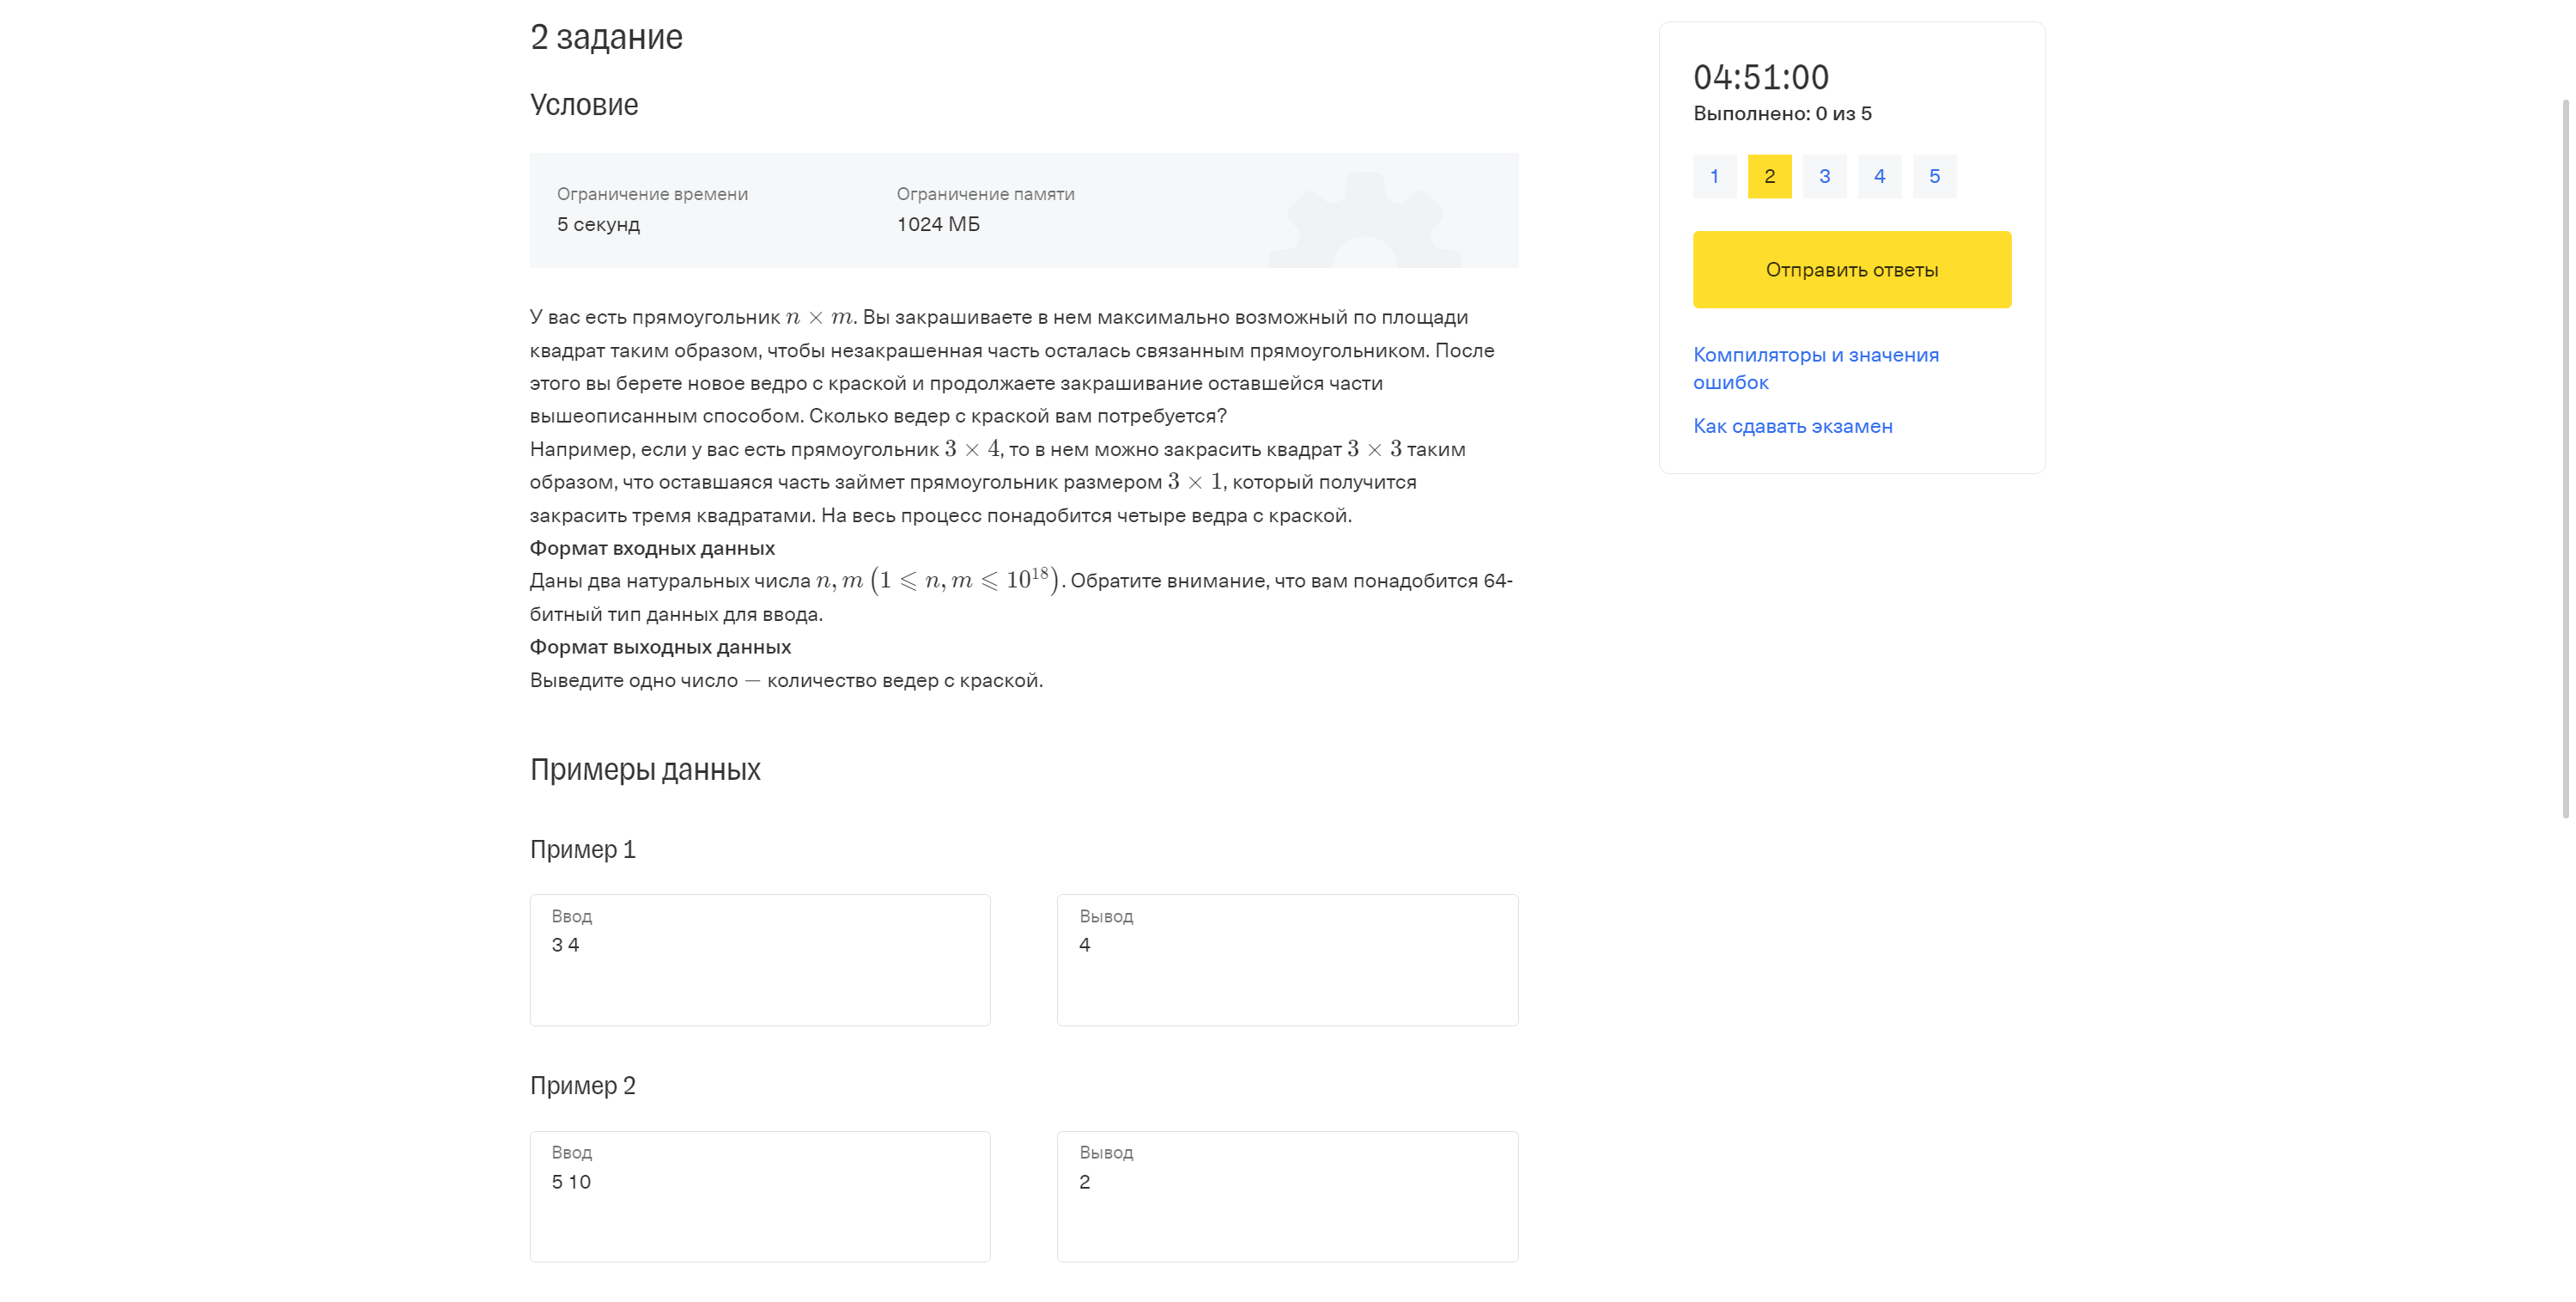 2 задание
Условие
Ограничение времени
5 секунд
Ограничение памяти
1024 МБ
У вас есть прямоугольник n × m. Вы закрашиваете в нем максимально возможный по площади
квадрат таким образом, чтобы незакрашенная часть осталась связанным прямоугольником. После
этого вы берете новое ведро с краской и продолжаете закрашивание оставшейся части
вышеописанным способом. Сколько ведер с краской вам потребуется?
Например, если у вас есть прямоугольник 3 × 4, то в нем можно закрасить квадрат 3 × 3 таким
образом, что оставшаяся часть займет прямоугольник размером 3 × 1, который получится
закрасить тремя квадратами. На весь процесс понадобится четыре ведра с краской.
Формат входных данных
Даны два натуральных числа n, m (1 ⩽ n, m ⩽ 10^18). Обратите внимание, что вам понадобится 64-
битный тип данных для ввода.
Формат выходных данных
Выведите одно число — количество ведер с краской.
Примеры данных
Пример 1
Ввод
3 4
Вывод
4
Пример 2
Ввод
5 10
Вывод
2
04:51:00
Выполнено: 0 из 5
1 2 3 4 5
Отправить ответы
Компиляторы и значения
ошибок
Как сдавать экзамен